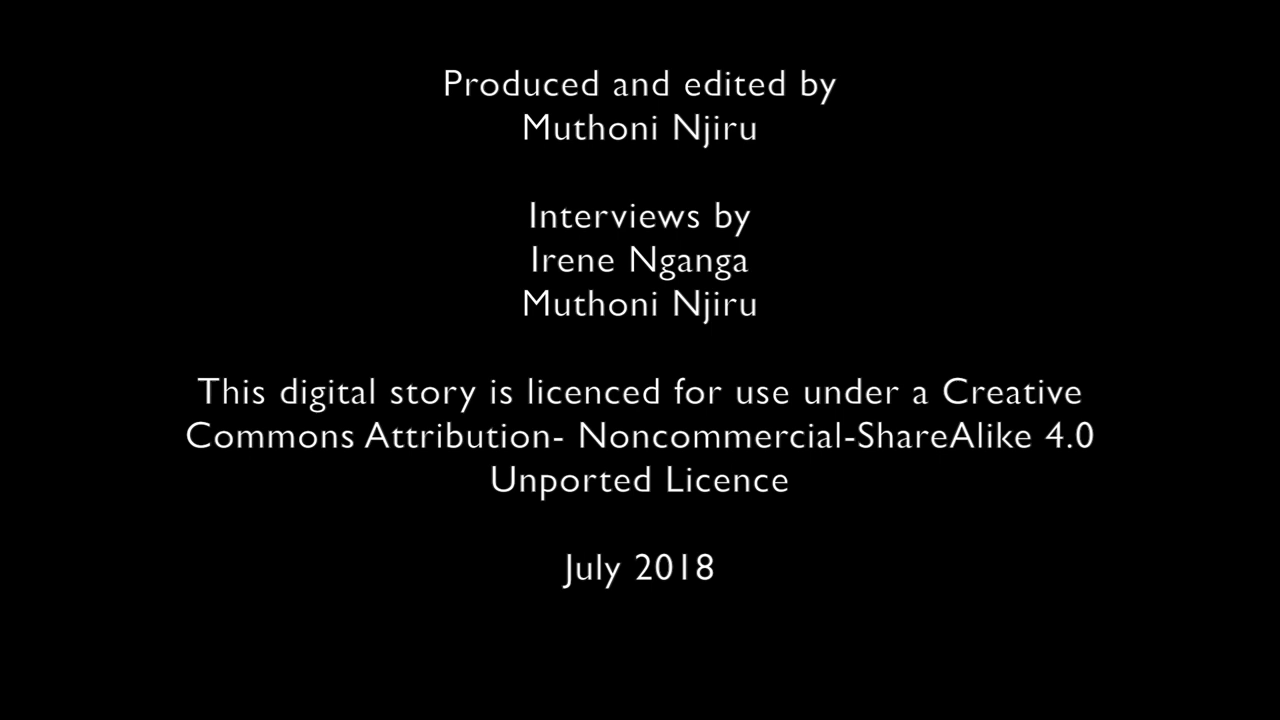 Produced and edited by
Muthoni Njiru
Interviews by
Irene Nganga
Muthoni Njiru
This digital story is licenced for use under a Creative
Commons Attribution- Noncommercial-ShareAlike 4.0
Unported Licence
July 2018